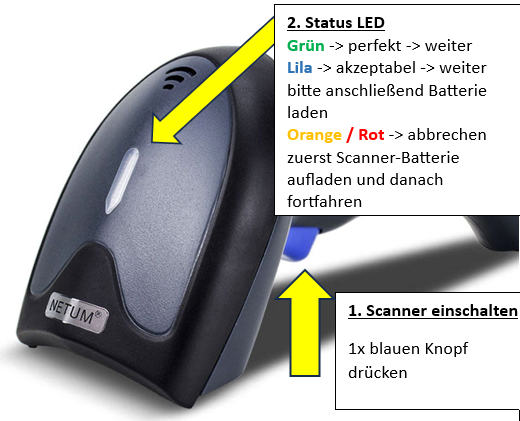 2. Status LED
Grün -> perfekt -> weiter
Lila -> akzeptabel -> weiter
bitte anschließend Batterie
laden
Orange / Rot -> abbrechen
zuerst Scanner-Batterie
aufladen und danach
fortfahren
NETUM®
1. Scanner einschalten
1x blauen Knopf
drücken